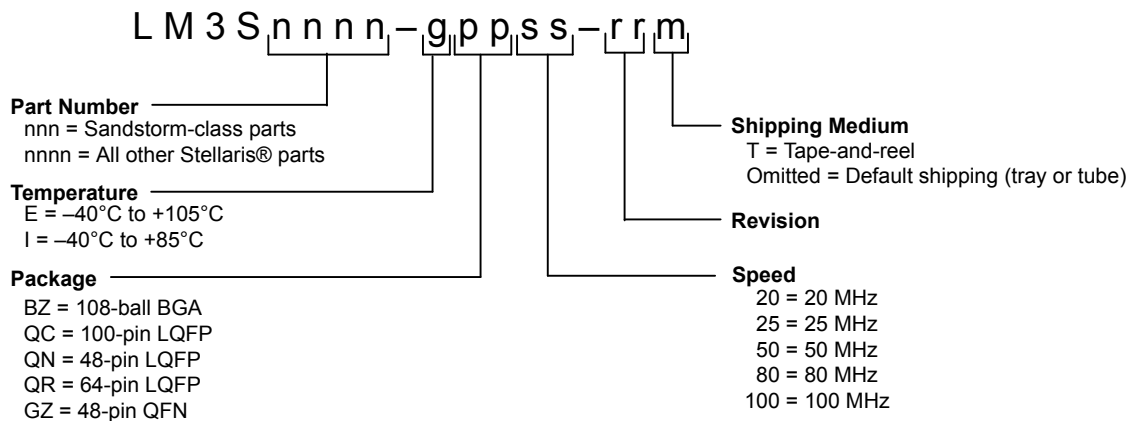 LM3Snnnn–gppss–rrm
Part Number
nnn = Sandstorm-class parts
nnnn = All other Stellaris® parts
Temperature
E = –40°C to +105°C
I = –40°C to +85°C
Package
BZ = 108-ball BGA
QC = 100-pin LQFP
QN = 48-pin LQFP
QR = 64-pin LQFP
GZ = 48-pin QFN
Shipping Medium
T = Tape-and-reel
Omitted = Default shipping (tray or tube)
Revision
Speed
20 = 20 MHz
25 = 25 MHz
50 = 50 MHz
80 = 80 MHz
100 = 100 MHz